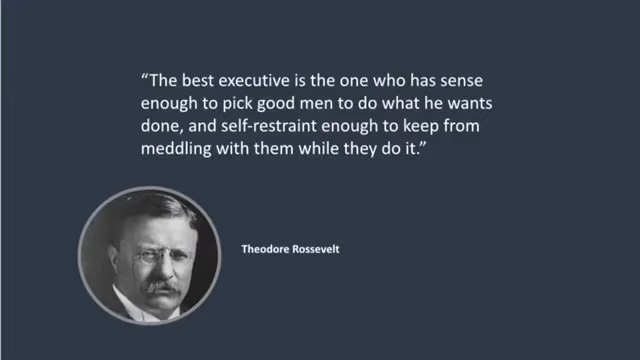 “The best executive is the one who has sense
enough to pick good men to do what he wants
done, and self-restraint enough to keep from
meddling with them while they do it.”
Theodore Rossevelt